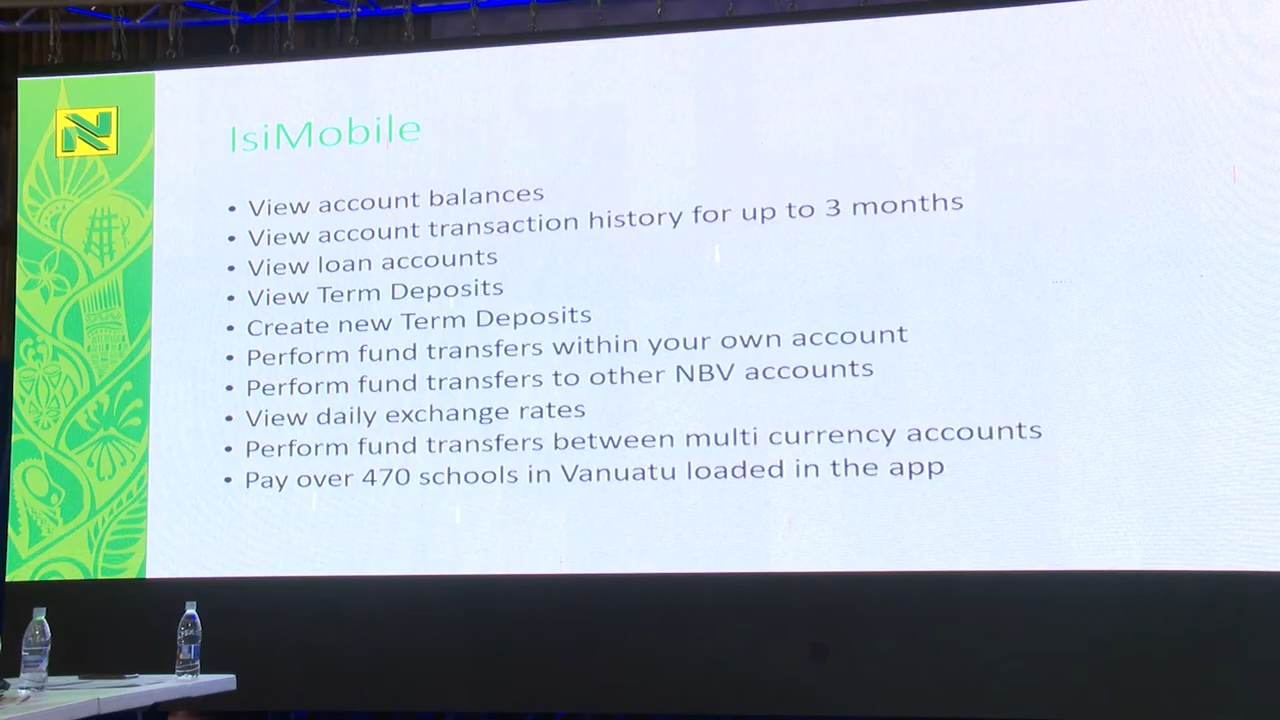 IsiMobile
• View account balances
• View account transaction history for up to 3 months
• View loan accounts
• View Term Deposits
• Create new Term Deposits
• Perform fund transfers within your own account
• Perform fund transfers to other NBV accounts
• View daily exchange rates
• Perform fund transfers between multi currency accounts
• Pay over 470 schools in Vanuatu loaded in the app